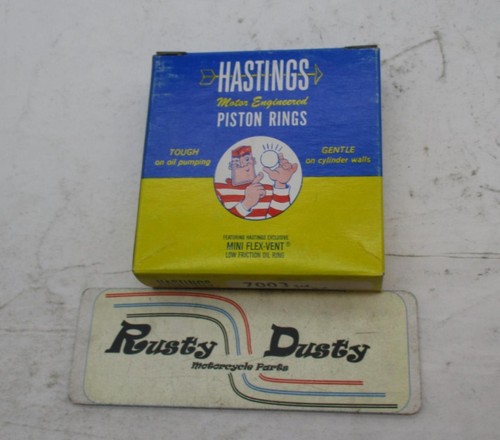 HASTINGS
Motor Engineered
PISTON RINGS
TOUGH
on oil pumping
GENTLE
on cylinder walls
FEATURING HASTINGS EXCLUSIVE
MINI FLEX-VENT®
LOW FRICTION OIL RING
HASTINGS
Rusty Dusty
Motorcycle Parts